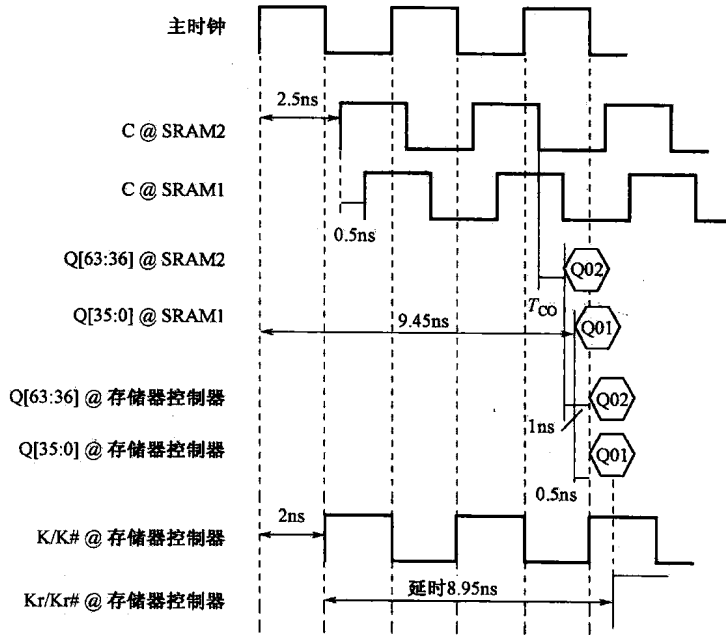 主时钟
2.5ns
C @ SRAM2
C @ SRAM1
0.5ns
Q[63:36] @ SRAM2
Q02
TCO
Q[35:0] @ SRAM1
9.45ns
Q01
Q[63:36] @ 存储器控制器
Q02
1ns
Q[35:0] @ 存储器控制器
Q01
0.5ns
2ns
K/K# @ 存储器控制器
延时8.95ns
Kr/Kr# @ 存储器控制器